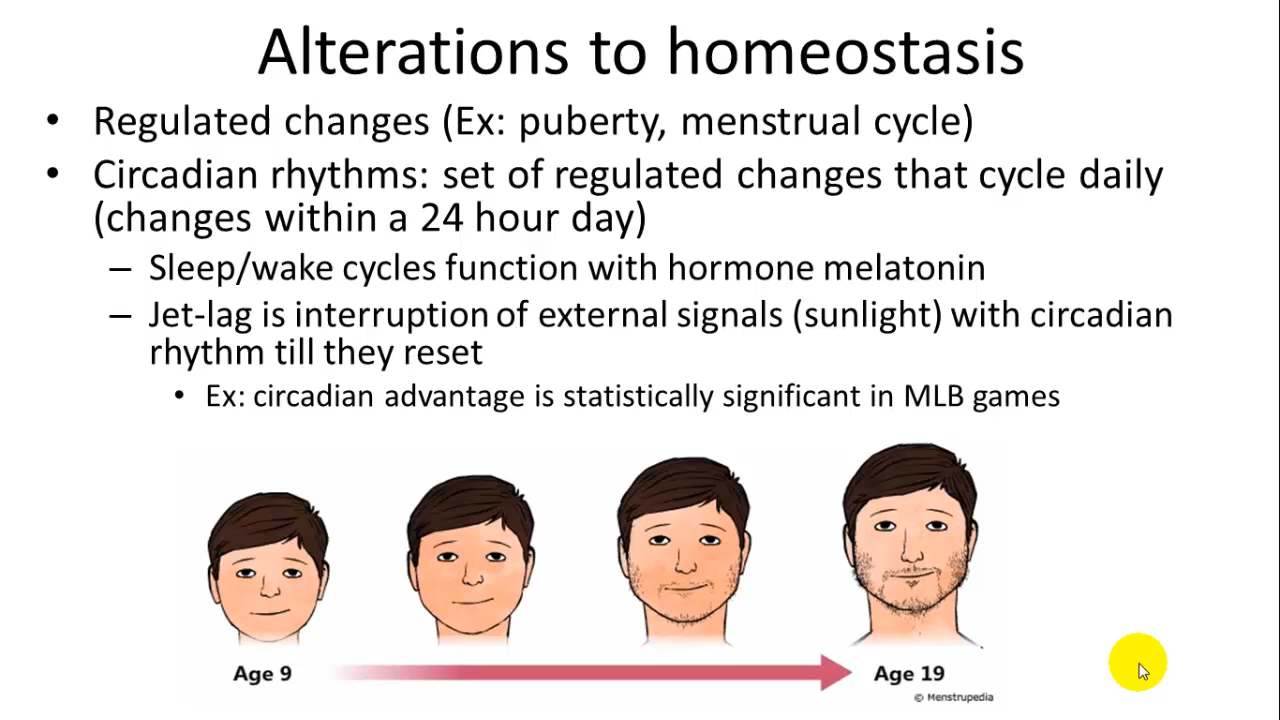 Alterations to homeostasis
• Regulated changes (Ex: puberty, menstrual cycle)
• Circadian rhythms: set of regulated changes that cycle daily
(changes within a 24 hour day)
– Sleep/wake cycles function with hormone melatonin
– Jet-lag is interruption of external signals (sunlight) with circadian
rhythm till they reset
• Ex: circadian advantage is statistically significant in MLB games
Age 9
Age 19
© Menstrupedia